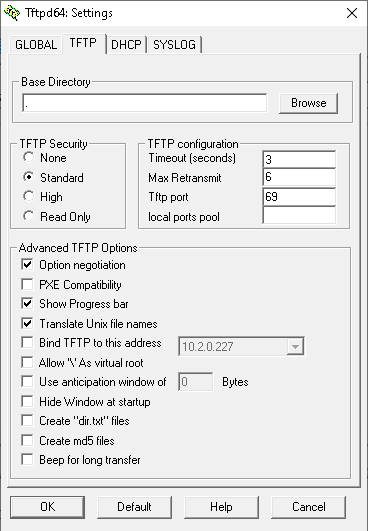 Tftpd64: Settings
GLOBAL TFTP DHCP SYSLOG
Base Directory
. Browse
TFTP Security
None
Standard
High
Read Only
TFTP configuration
Timeout (seconds) 3
Max Retransmit 6
Tftp port 69
local ports pool
Advanced TFTP Options
Option negotiation
PXE Compatibility
Show Progress bar
Translate Unix file names
Bind TFTP to this address 10.2.0.227
Allow '\' As virtual root
Use anticipation window of 0 Bytes
Hide Window at startup
Create "dir.txt" files
Create md5 files
Beep for long transfer
OK Default Help Cancel